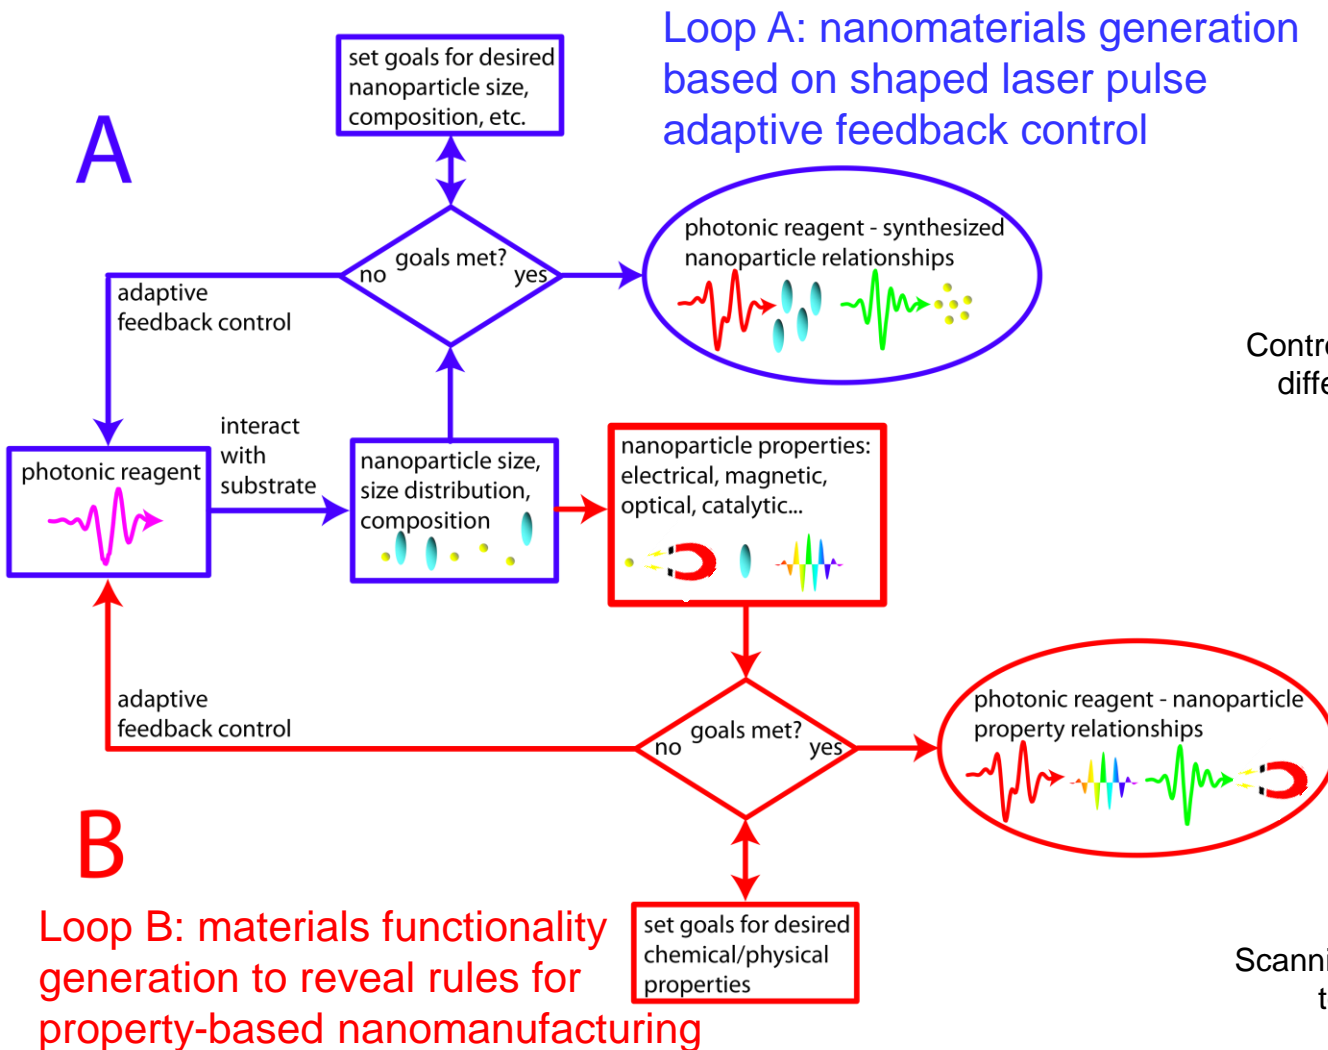 Loop A: nanomaterials generation
based on shaped laser pulse
adaptive feedback control
set goals for desired
nanoparticle size,
composition, etc.
A
goals met?
no
yes
photonic reagent - synthesized
nanoparticle relationships
adaptive
feedback control
interact
with
substrate
photonic reagent
nanoparticle size,
size distribution,
composition
nanoparticle properties:
electrical, magnetic,
optical, catalytic...
adaptive
feedback control
goals met?
no
yes
photonic reagent - nanoparticle
property relationships
B
Loop B: materials functionality
generation to reveal rules for
property-based nanomanufacturing
set goals for desired
chemical/physical
properties